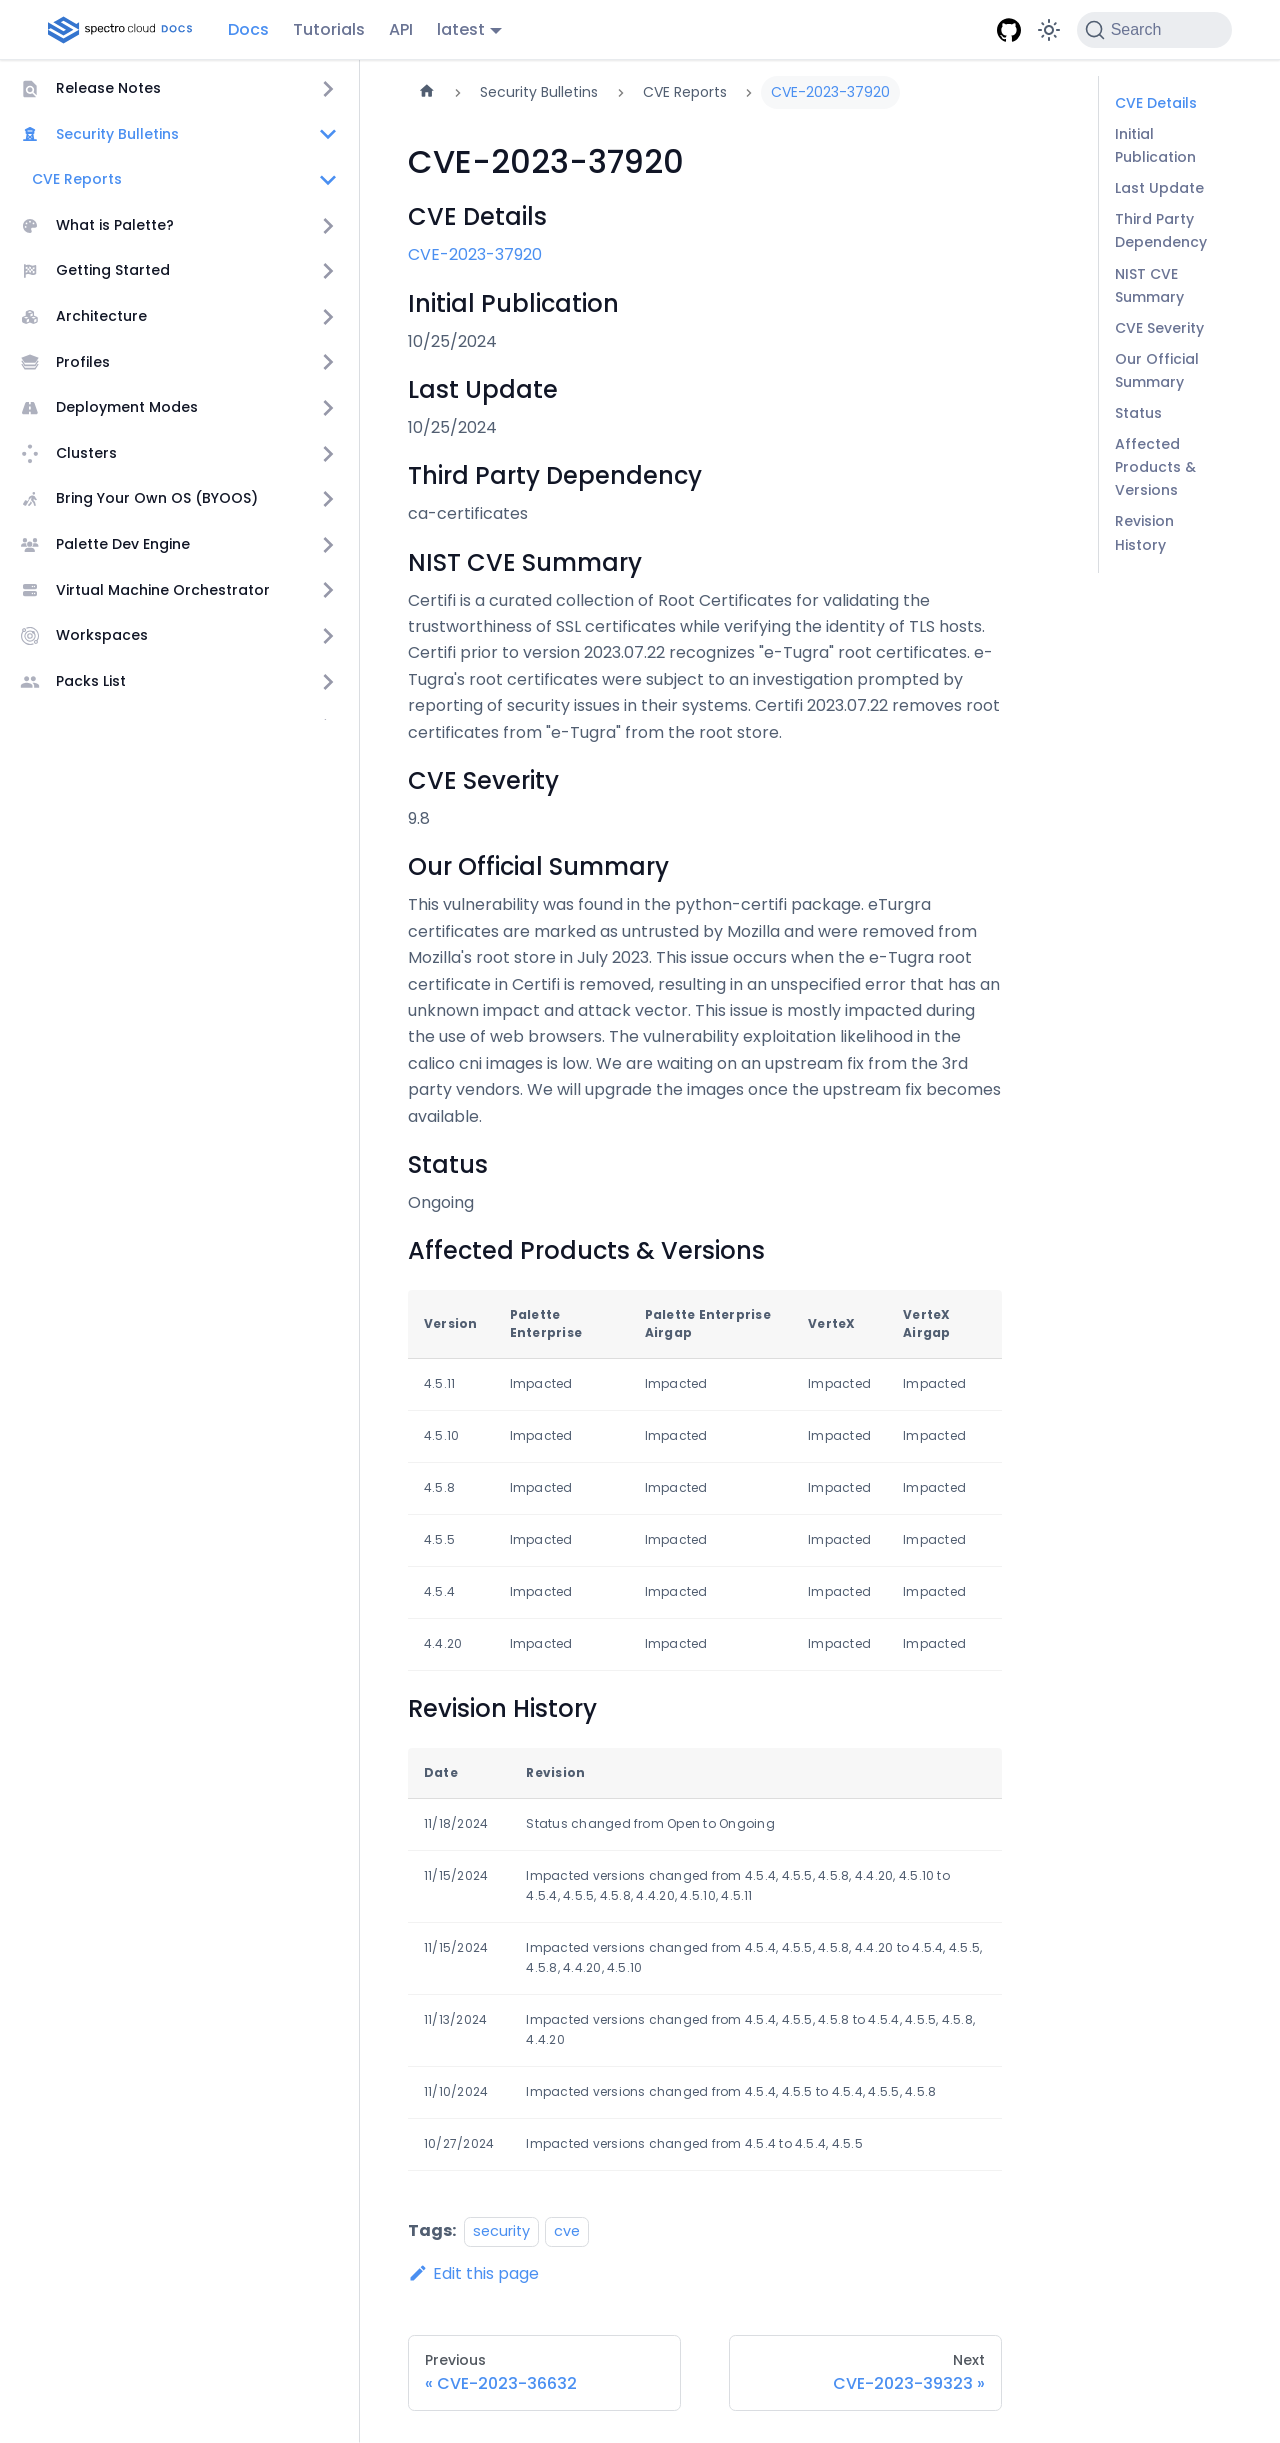 spectro cloud DOCS
Docs
Tutorials
API
latest
Search
Release Notes
Security Bulletins
CVE Reports
What is Palette?
Getting Started
Architecture
Profiles
Deployment Modes
Clusters
Bring Your Own OS (BYOOS)
Palette Dev Engine
Virtual Machine Orchestrator
Workspaces
Packs List
Security Bulletins
CVE Reports
CVE-2023-37920
CVE-2023-37920
CVE Details
CVE-2023-37920
Initial Publication
10/25/2024
Last Update
10/25/2024
Third Party Dependency
ca-certificates
NIST CVE Summary
Certifi is a curated collection of Root Certificates for validating the
trustworthiness of SSL certificates while verifying the identity of TLS hosts.
Certifi prior to version 2023.07.22 recognizes "e-Tugra" root certificates. e-
Tugra's root certificates were subject to an investigation prompted by
reporting of security issues in their systems. Certifi 2023.07.22 removes root
certificates from "e-Tugra" from the root store.
CVE Severity
9.8
Our Official Summary
This vulnerability was found in the python-certifi package. eTurgra
certificates are marked as untrusted by Mozilla and were removed from
Mozilla's root store in July 2023. This issue occurs when the e-Tugra root
certificate in Certifi is removed, resulting in an unspecified error that has an
unknown impact and attack vector. This issue is mostly impacted during
the use of web browsers. The vulnerability exploitation likelihood in the
calico cni images is low. We are waiting on an upstream fix from the 3rd
party vendors. We will upgrade the images once the upstream fix becomes
available.
Status
Ongoing
Affected Products & Versions
Version Palette Enterprise Palette Enterprise Airgap VerteX VerteX Airgap
4.5.11 Impacted Impacted Impacted Impacted
4.5.10 Impacted Impacted Impacted Impacted
4.5.8 Impacted Impacted Impacted Impacted
4.5.5 Impacted Impacted Impacted Impacted
4.5.4 Impacted Impacted Impacted Impacted
4.4.20 Impacted Impacted Impacted Impacted
Revision History
Date Revision
11/18/2024 Status changed from Open to Ongoing
11/15/2024 Impacted versions changed from 4.5.4, 4.5.5, 4.5.8, 4.4.20, 4.5.10 to
4.5.4, 4.5.5, 4.5.8, 4.4.20, 4.5.10, 4.5.11
11/15/2024 Impacted versions changed from 4.5.4, 4.5.5, 4.5.8, 4.4.20 to 4.5.4, 4.5.5,
4.5.8, 4.4.20, 4.5.10
11/13/2024 Impacted versions changed from 4.5.4, 4.5.5, 4.5.8 to 4.5.4, 4.5.5, 4.5.8,
4.4.20
11/10/2024 Impacted versions changed from 4.5.4, 4.5.5 to 4.5.4, 4.5.5, 4.5.8
10/27/2024 Impacted versions changed from 4.5.4 to 4.5.4, 4.5.5
Tags: security cve
Edit this page
Previous
« CVE-2023-36632
Next
CVE-2023-39323 »
CVE Details
Initial
Publication
Last Update
Third Party
Dependency
NIST CVE
Summary
CVE Severity
Our Official
Summary
Status
Affected
Products &
Versions
Revision
History